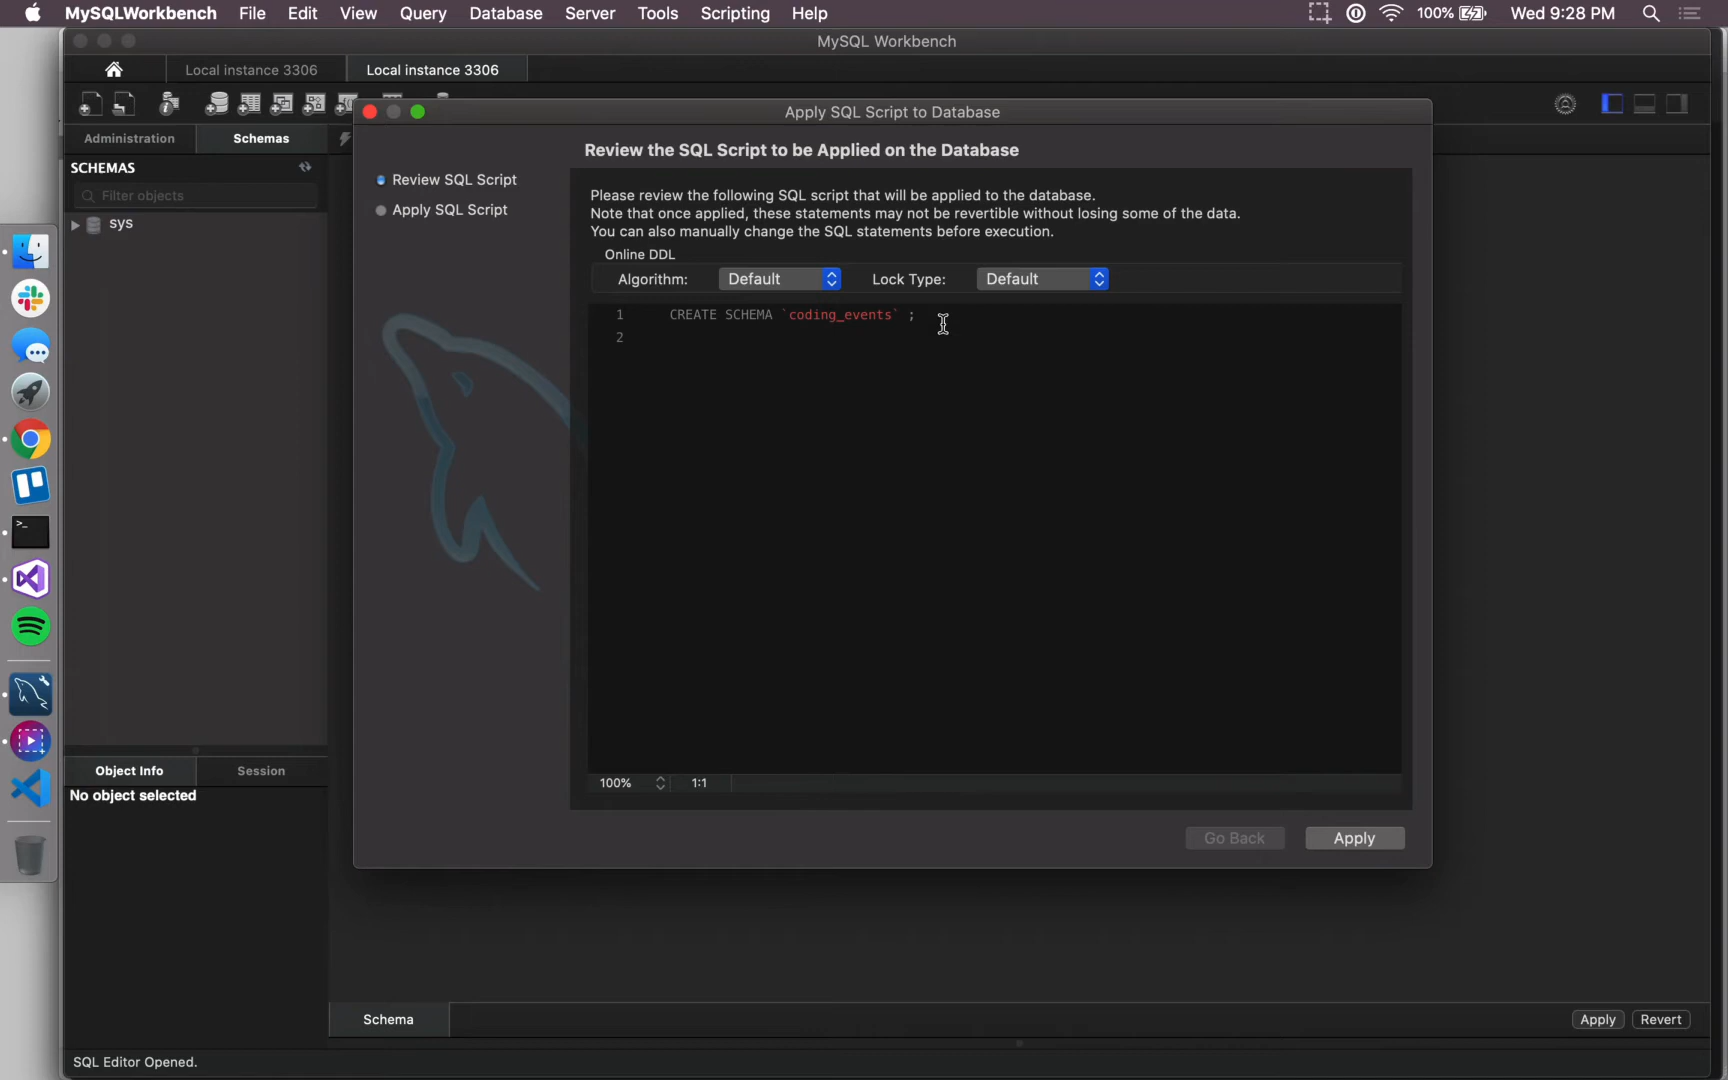 MySQLWorkbench File Edit View Query Database Server Tools Scripting Help 100% Wed 9:28 PM
MySQL Workbench
Local instance 3306 Local instance 3306
Apply SQL Script to Database
Administration Schemas
Review the SQL Script to be Applied on the Database
SCHEMAS
Filter objects
sys
Review SQL Script
Apply SQL Script
Please review the following SQL script that will be applied to the database.
Note that once applied, these statements may not be revertible without losing some of the data.
You can also manually change the SQL statements before execution.
Online DDL
Algorithm: Default Lock Type: Default
1 CREATE SCHEMA `coding_events` ;
2
100% 1:1
Go Back Apply
Object Info Session
No object selected
Schema Apply Revert
SQL Editor Opened.